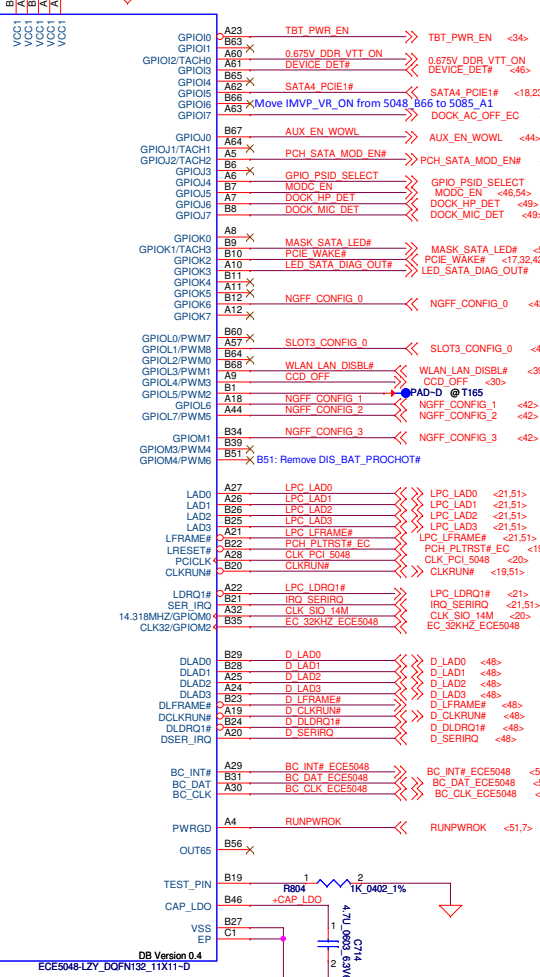 B A B A B
VCC1 VCC1 VCC1 VCC1 VCC1
GPIOI0 A23 TBT_PWR_EN TBT_PWR_EN <34>
GPIOI1 B63
GPIOI2/TACH0 A60 0.675V_DDR_VTT_ON 0.675V_DDR_VTT_ON
GPIOI3 A61 DEVICE_DET# DEVICE_DET# <46>
GPIOI4 B65
GPIOI5 A62 SATA4_PCIE1# SATA4_PCIE1# <18,23
GPIOI6 B66 Move IMVP_VR_ON from 5048_B66 to 5085_A1
GPIOI7 A63 DOCK_AC_OFF_EC
GPIOJ0 B67 AUX_EN_WOWL AUX_EN_WOWL <44>
GPIOJ1/TACH1 A64
GPIOJ2/TACH2 A5 PCH_SATA_MOD_EN# PCH_SATA_MOD_EN#
GPIOJ3 B6
GPIOJ4 A6 GPIO_PSID_SELECT GPIO_PSID_SELECT
GPIOJ5 B7 MODC_EN MODC_EN <46,54>
GPIOJ6 A7 DOCK_HP_DET DOCK_HP_DET <49>
GPIOJ7 B8 DOCK_MIC_DET DOCK_MIC_DET <49>
GPIOK0 A8
GPIOK1/TACH3 B9 MASK_SATA_LED# MASK_SATA_LED#
GPIOK2 B10 PCIE_WAKE# PCIE_WAKE# <17,32,42
GPIOK3 A10 LED_SATA_DIAG_OUT# LED_SATA_DIAG_OUT#
GPIOK4 B11
GPIOK5 A11
GPIOK6 B12 NGFF_CONFIG_0 NGFF_CONFIG_0 <4
GPIOK7 A12
GPIOL0/PWM7 B60
GPIOL1/PWM8 A57 SLOT3_CONFIG_0 SLOT3_CONFIG_0 <4
GPIOL2/PWM0 B64
GPIOL3/PWM1 B68 WLAN_LAN_DISBL# WLAN_LAN_DISBL# <39
GPIOL4/PWM3 A9 CCD_OFF CCD_OFF <30>
GPIOL5/PWM2 B1 PAD~D @ T165
GPIOL6 A18 NGFF_CONFIG_1 NGFF_CONFIG_1 <42>
GPIOL7/PWM5 A44 NGFF_CONFIG_2 NGFF_CONFIG_2 <42>
GPIOM1 B34 NGFF_CONFIG_3 NGFF_CONFIG_3 <42>
GPIOM3/PWM4 B39
GPIOM4/PWM6 B51 B51: Remove DIS_BAT_PROCHOT#
LAD0 A27 LPC_LAD0 LPC_LAD0 <21,51>
LAD1 A26 LPC_LAD1 LPC_LAD1 <21,51>
LAD2 B26 LPC_LAD2 LPC_LAD2 <21,51>
LAD3 B25 LPC_LAD3 LPC_LAD3 <21,51>
LFRAME# A21 LPC_LFRAME# LPC_LFRAME# <21,51>
LRESET# B22 PCH_PLTRST#_EC PCH_PLTRST#_EC <19
PCICLK A28 CLK_PCI_5048 CLK_PCI_5048 <20>
CLKRUN# B20 CLKRUN# CLKRUN# <19,51>
LDRQ1# A22 LPC_LDRQ1# LPC_LDRQ1# <21>
SER_IRQ B21 IRQ_SERIRQ IRQ_SERIRQ <21,51>
14.318MHZ/GPIOM0 A32 CLK_SIO_14M CLK_SIO_14M <20>
CLK32/GPIOM2 B35 EC_32KHZ_ECE5048 EC_32KHZ_ECE5048
DLAD0 B29 D_LAD0 D_LAD0 <48>
DLAD1 B28 D_LAD1 D_LAD1 <48>
DLAD2 A25 D_LAD2 D_LAD2 <48>
DLAD3 A24 D_LAD3 D_LAD3 <48>
DLFRAME# B23 D_LFRAME# D_LFRAME# <48>
DCLKRUN# A19 D_CLKRUN# D_CLKRUN# <48>
DLDRQ1# B24 D_DLDRQ1# D_DLDRQ1# <48>
DSER_IRQ A20 D_SERIRQ D_SERIRQ <48>
BC_INT# A29 BC_INT#_ECE5048 BC_INT#_ECE5048 <5
BC_DAT B31 BC_DAT_ECE5048 BC_DAT_ECE5048 <5
BC_CLK A30 BC_CLK_ECE5048 BC_CLK_ECE5048 <
PWRGD A4 RUNPWROK RUNPWROK <51,7>
OUT65 B56
TEST_PIN B19 1 2
R804 1K_0402_1%
CAP_LDO B46 +CAP_LDO
VSS B27
EP C1
1
2
4.7U_0603_6.3V
C714
DB Version 0.4
ECE5048-LZY_DQFN132_11X11~D